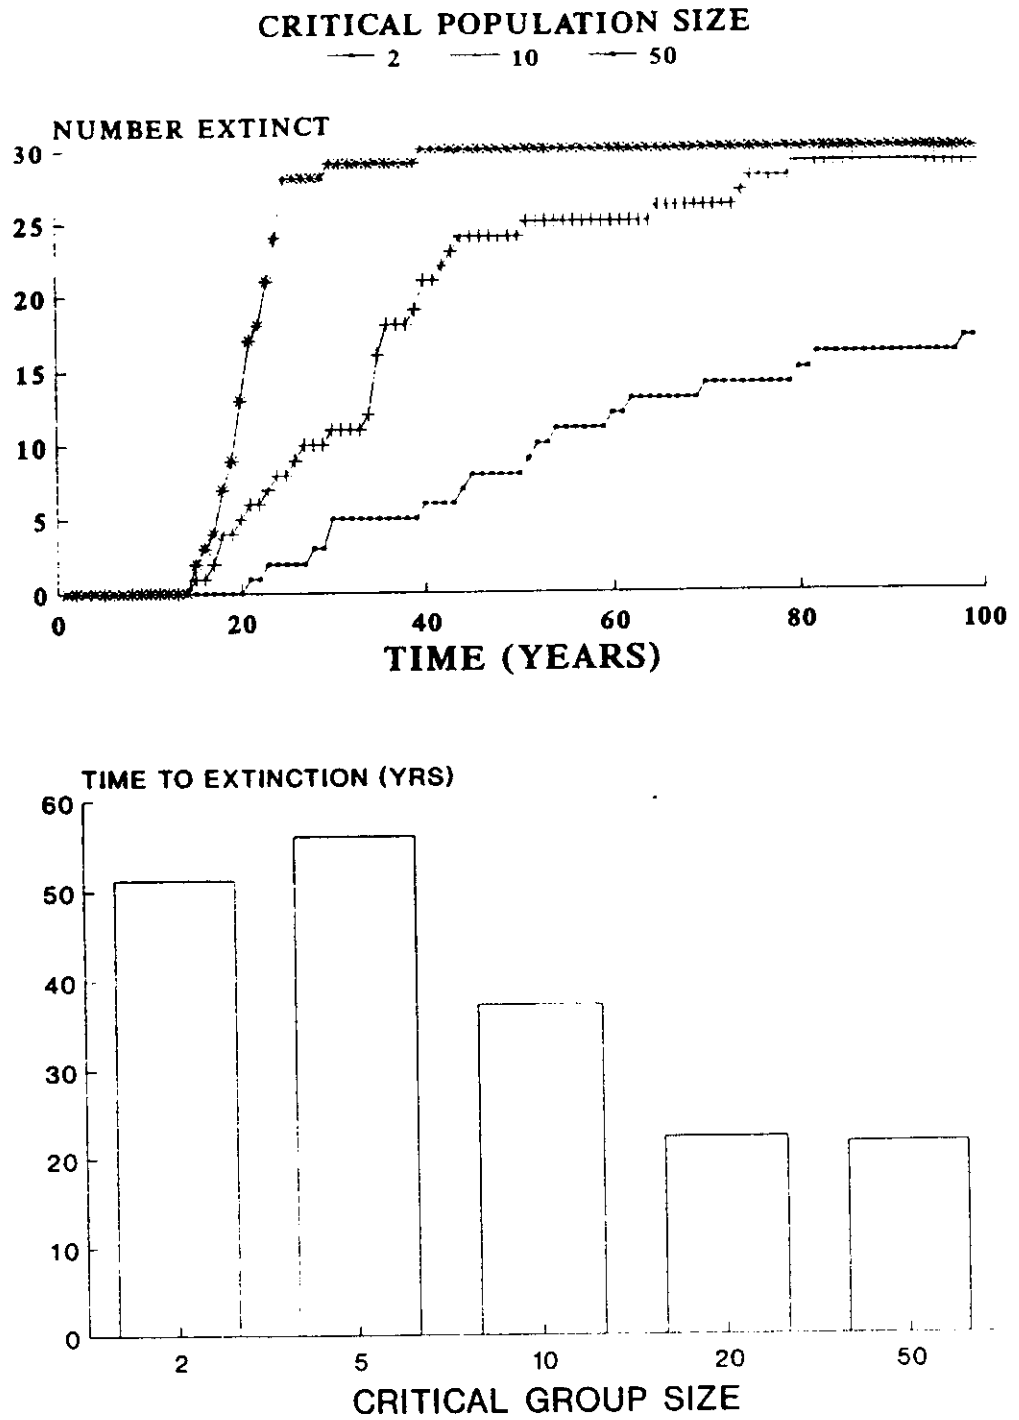 CRITICAL POPULATION SIZE
2 10 50
NUMBER EXTINCT
30
25
20
15
10
5
0
0 20 40 60 80 100
TIME (YEARS)
TIME TO EXTINCTION (YRS)
60
50
40
30
20
10
0
2 5 10 20 50
CRITICAL GROUP SIZE